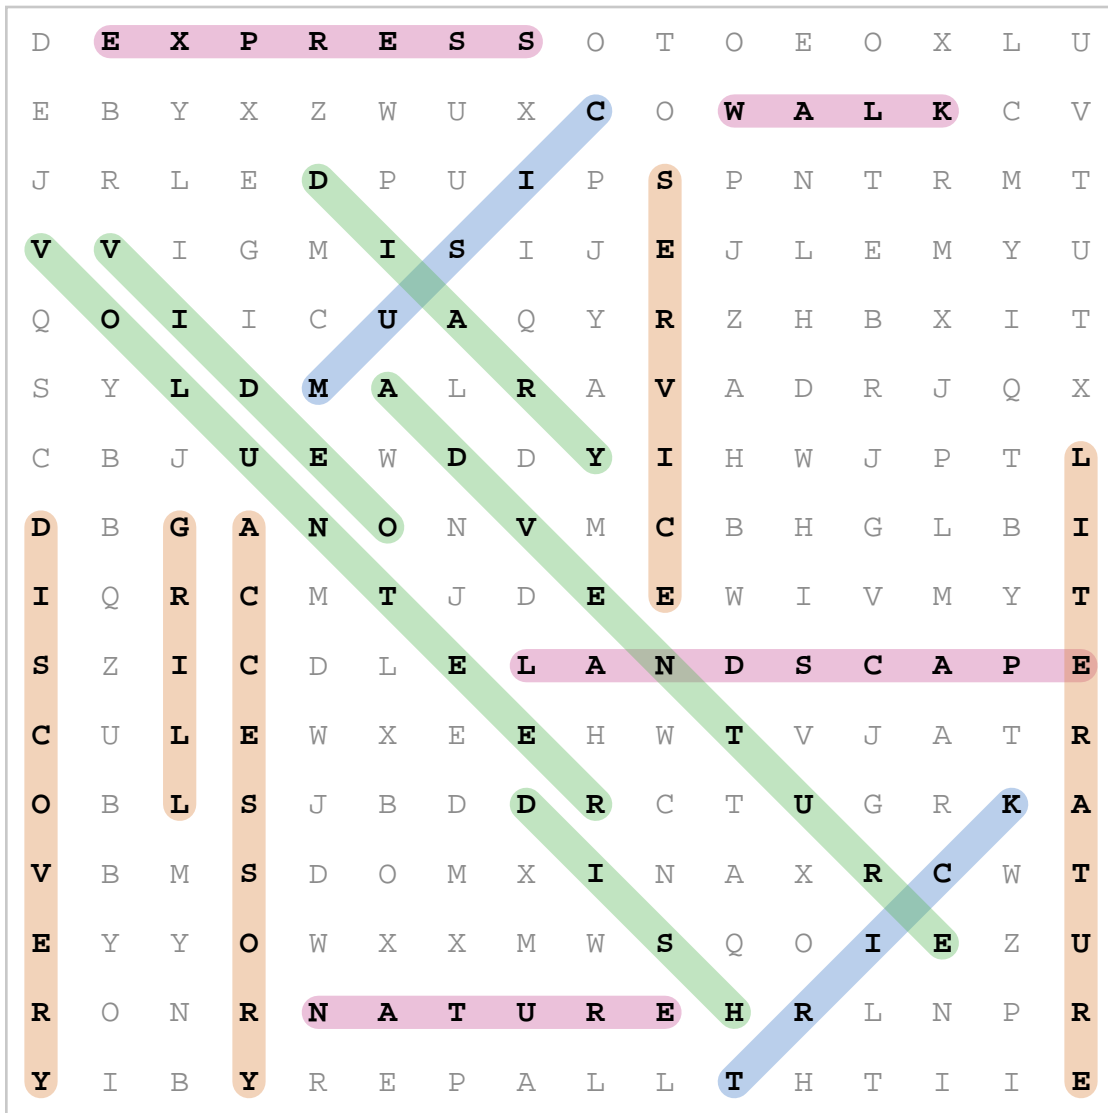 D E X P R E S S O T O E O X L U
E B Y X Z W U X C O W A L K C V
J R L E D P U I P S P N T R M T
V V I G M I S I J E J L E M Y U
Q O I I C U A Q Y R Z H B X I T
S Y L D M A L R A V A D R J Q X
C B J U E W D D Y I H W J P T L
D B G A N O N V M C B H G L B I
I Q R C M T J D E E W I V M Y T
S Z I C D L E L A N D S C A P E
C U L E W X E E H W T V J A T R
O B L S J B D D R C T U G R K A
V B M S D O M X I N A X R C W T
E Y Y O W X X M W S Q O I E Z U
R O N R N A T U R E H R L N P R
Y I B Y R E P A L L T H T I I E